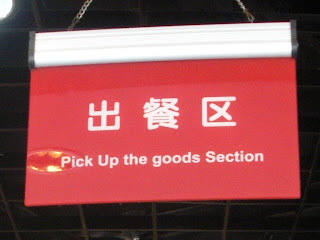 出餐区
Pick Up the goods Section